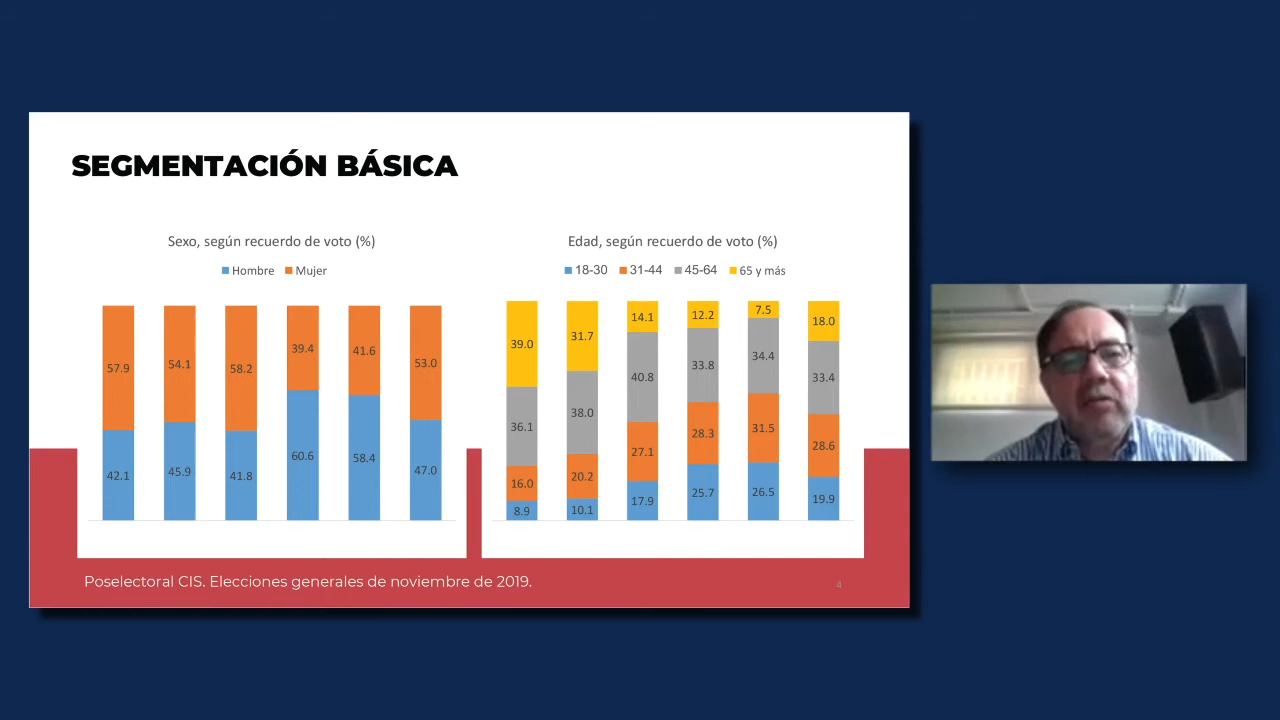 SEGMENTACIÓN BÁSICA
Sexo, según recuerdo de voto (%)
Hombre Mujer
57.9 54.1 58.2 39.4 41.6 53.0
42.1 45.9 41.8 60.6 58.4 47.0
Edad, según recuerdo de voto (%)
18-30 31-44 45-64 65 y más
39.0 31.7 14.1 12.2 7.5 18.0
36.1 38.0 40.8 33.8 34.4 33.4
16.0 20.2 27.1 28.3 31.5 28.6
8.9 10.1 17.9 25.7 26.5 19.9
Poselectoral CIS. Elecciones generales de noviembre de 2019.
4